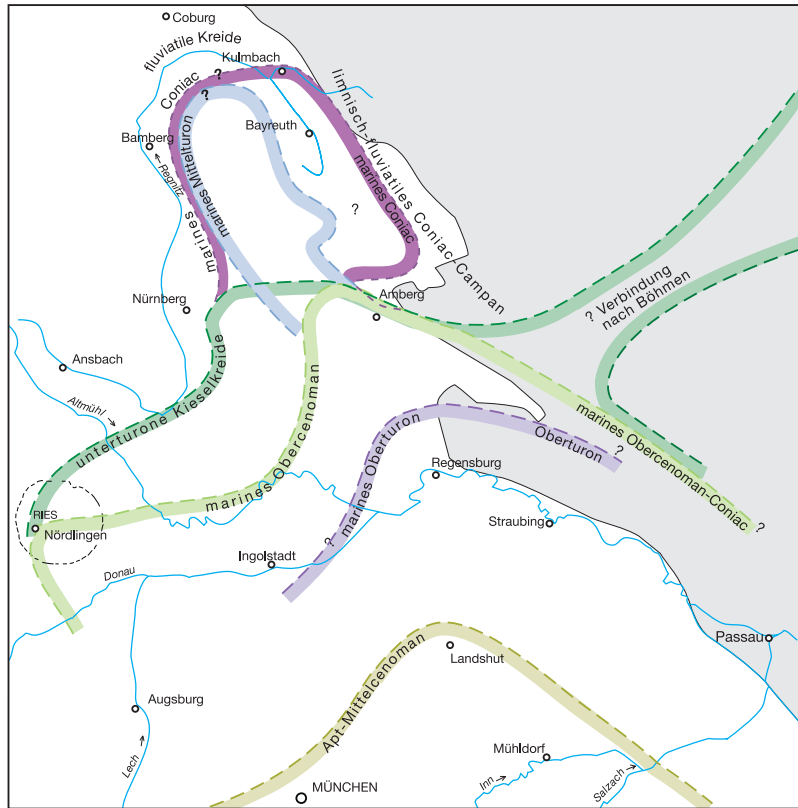 Coburg
fluviatile Kreide
Kulmbach
Coniac
?
?
limnisch-fluviatiles Coniac-Campan
Bayreuth
Bamberg
← Regnitz
marines
marines Mittelturon
marines Coniac
?
Nürnberg
Amberg
? Verbindung
nach Böhmen
Ansbach
Altmühl →
unterturone Kieselkreide
marines Obercenoman
marines Oberturon
?
Oberturon
?
marines Obercenoman-Coniac
?
Regensburg
RIES
Nördlingen
Straubing
Ingolstadt
Donau
Passau
Landshut
Apt-Mittelcenoman
Augsburg
Lech →
Mühldorf
Inn →
Salzach →
MÜNCHEN